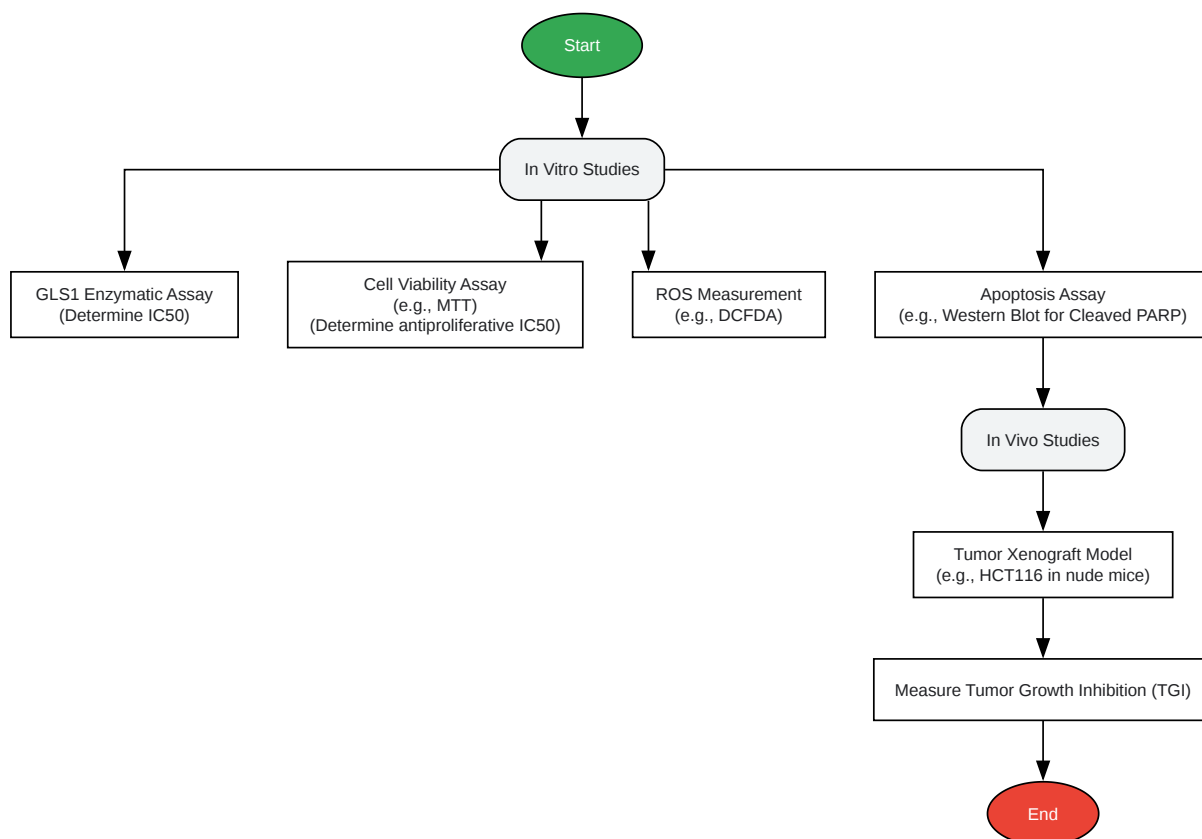 Start
In Vitro Studies
GLS1 Enzymatic Assay
(Determine IC50)
Cell Viability Assay
(e.g., MTT)
(Determine antiproliferative IC50)
ROS Measurement
(e.g., DCFDA)
Apoptosis Assay
(e.g., Western Blot for Cleaved PARP)
In Vivo Studies
Tumor Xenograft Model
(e.g., HCT116 in nude mice)
Measure Tumor Growth Inhibition (TGI)
End